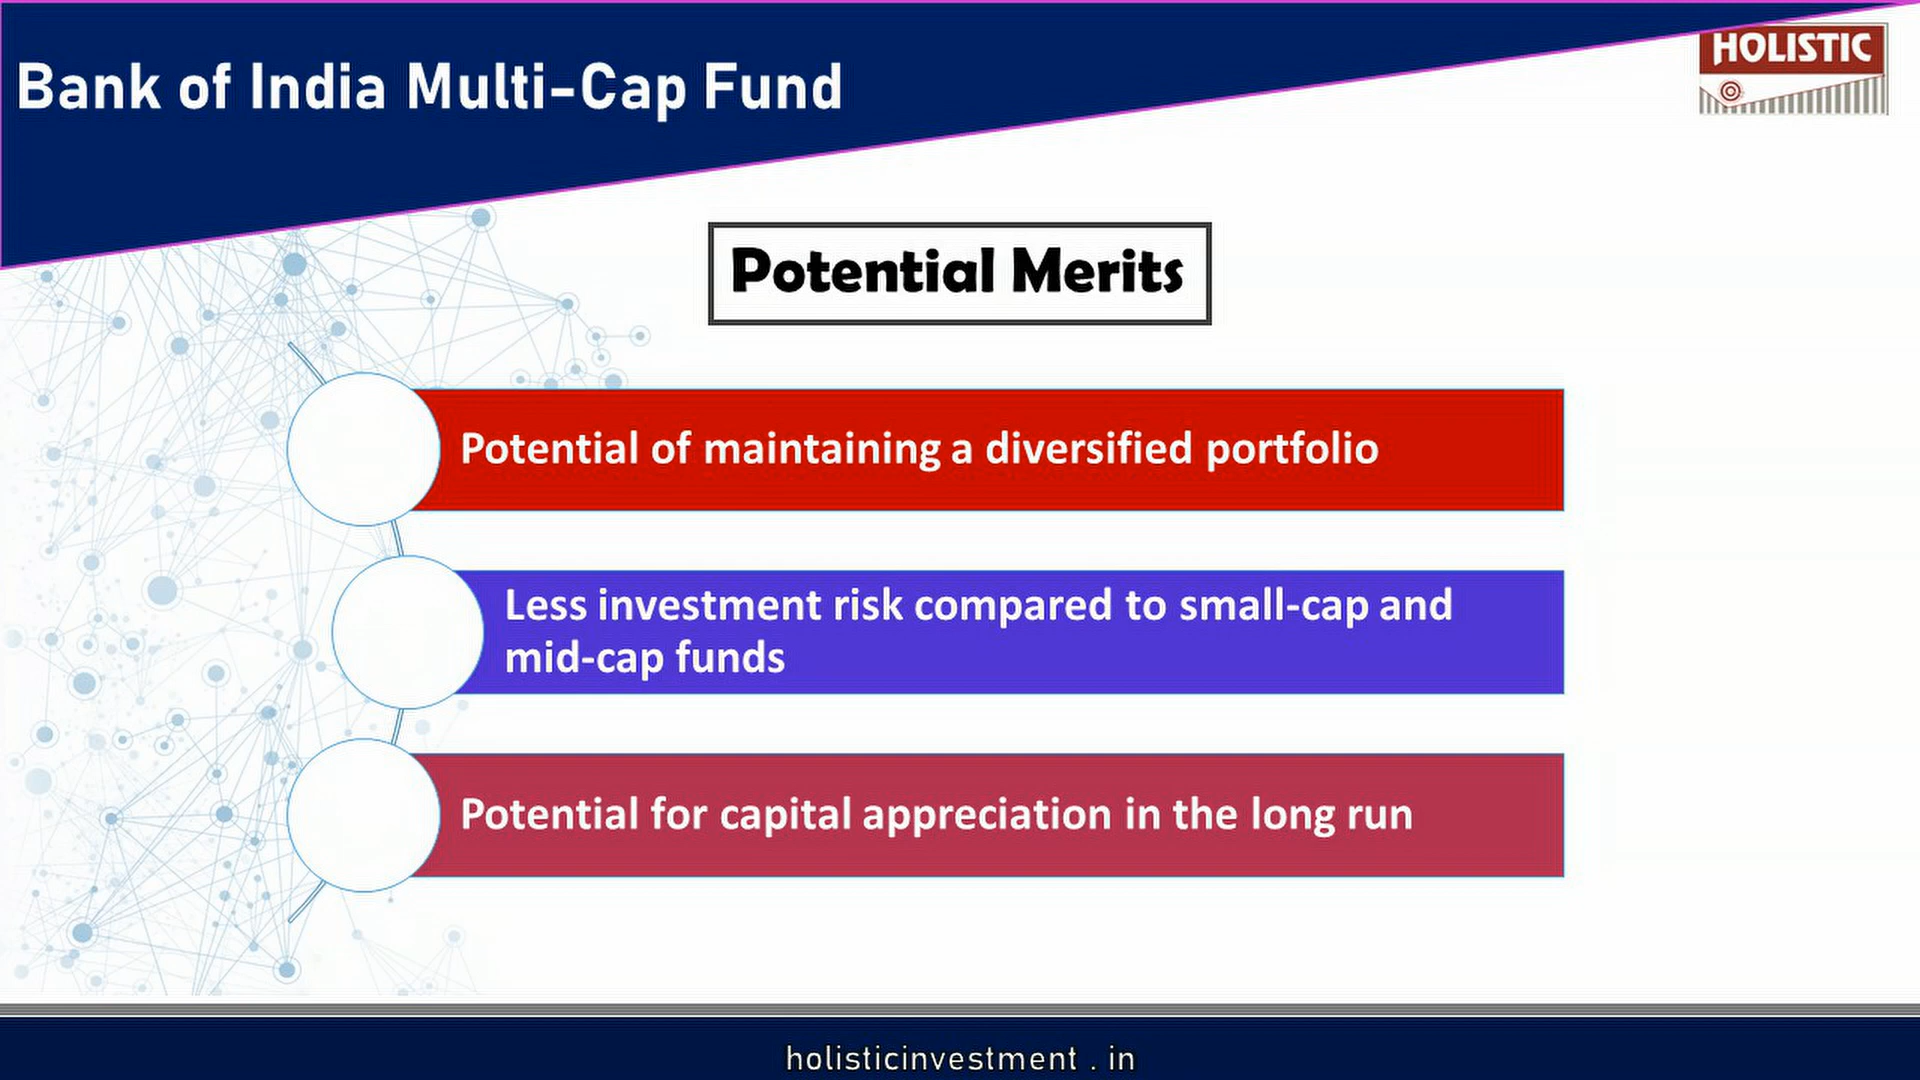 Bank of India Multi-Cap Fund
HOLISTIC
Potential Merits
Potential of maintaining a diversified portfolio
Less investment risk compared to small-cap and
mid-cap funds
Potential for capital appreciation in the long run
holisticinvestment . in